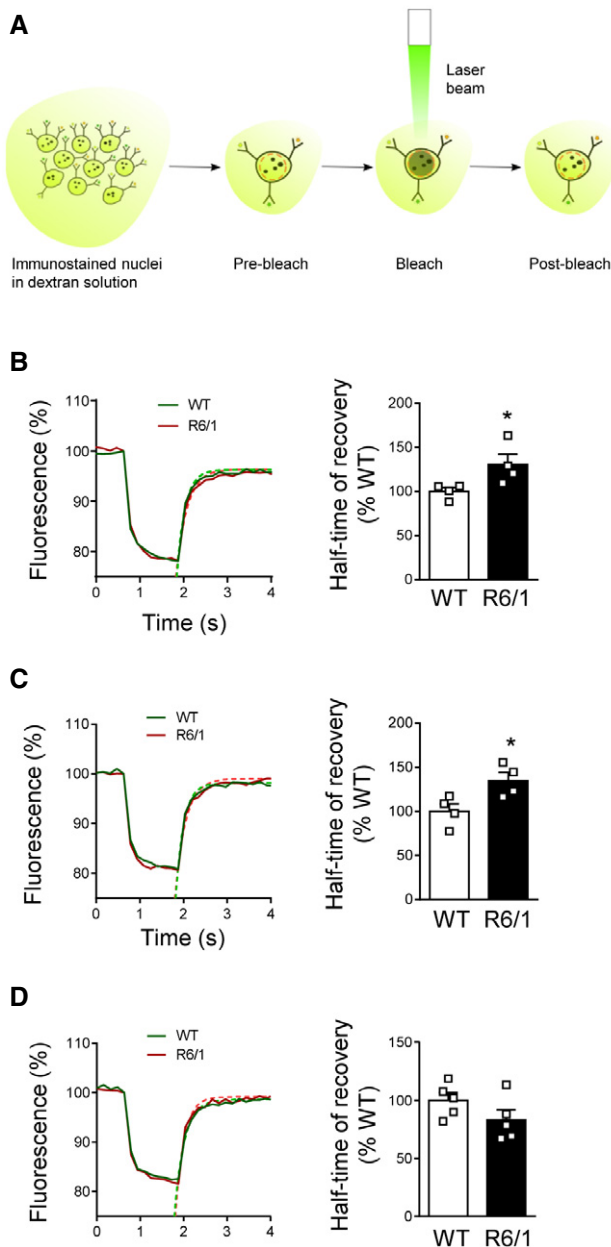 A
Laser
beam
Immunostained nuclei
in dextran solution
Pre-bleach
Bleach
Post-bleach
B
Fluorescence (%)
110
100
90
80
0 1 2 3 4
Time (s)
WT
R6/1
Half-time of recovery
(% WT)
200
150
100
50
0
*
WT R6/1
C
Fluorescence (%)
110
100
90
80
0 1 2 3 4
Time (s)
WT
R6/1
Half-time of recovery
(% WT)
200
150
100
50
0
*
WT R6/1
D
Fluorescence (%)
110
100
90
80
0 1 2 3 4
WT
R6/1
Half-time of recovery
(% WT)
150
100
50
0
WT R6/1